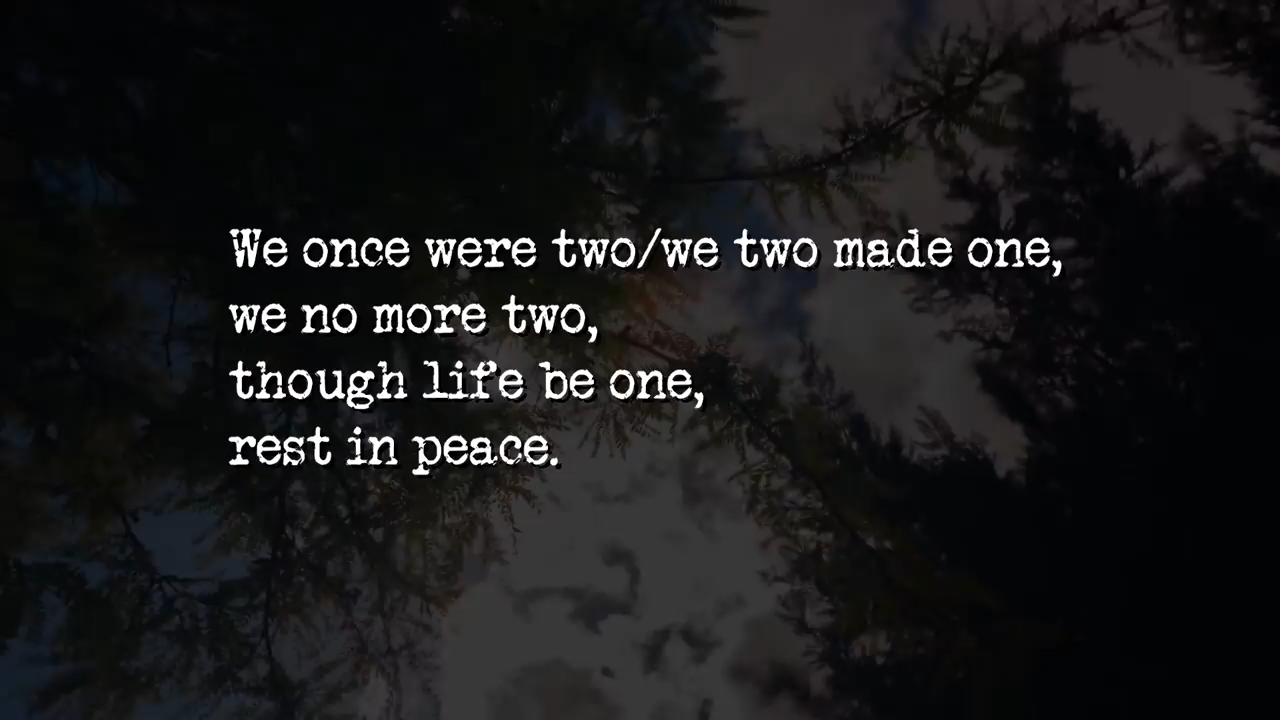 We once were two/we two made one,
we no more two,
though life be one,
rest in peace.